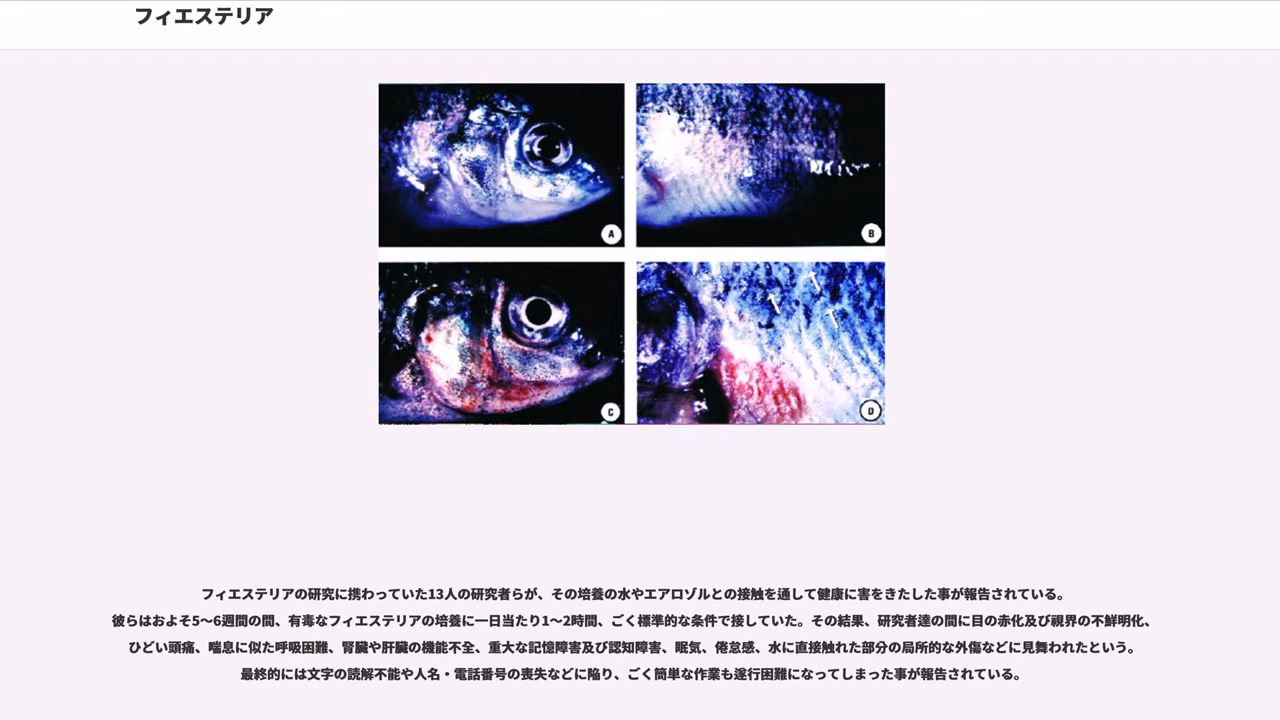 フィエステリア
A
B
C
D
フィエステリアの研究に携わっていた13人の研究者らが、その培養の水やエアロゾルとの接触を通して健康に害をきたした事が報告されている。
彼らはおよそ5〜6週間の間、有毒なフィエステリアの培養に一日当たり1〜2時間、ごく標準的な条件で接していた。その結果、研究者達の間に目の赤化及び視界の不鮮明化、
ひどい頭痛、喘息に似た呼吸困難、腎臓や肝臓の機能不全、重大な記憶障害及び認知障害、眠気、倦怠感、水に直接触れた部分の局所的な外傷などに見舞われたという。
最終的には文字の読解不能や人名・電話番号の喪失などに陥り、ごく簡単な作業も遂行困難になってしまった事が報告されている。